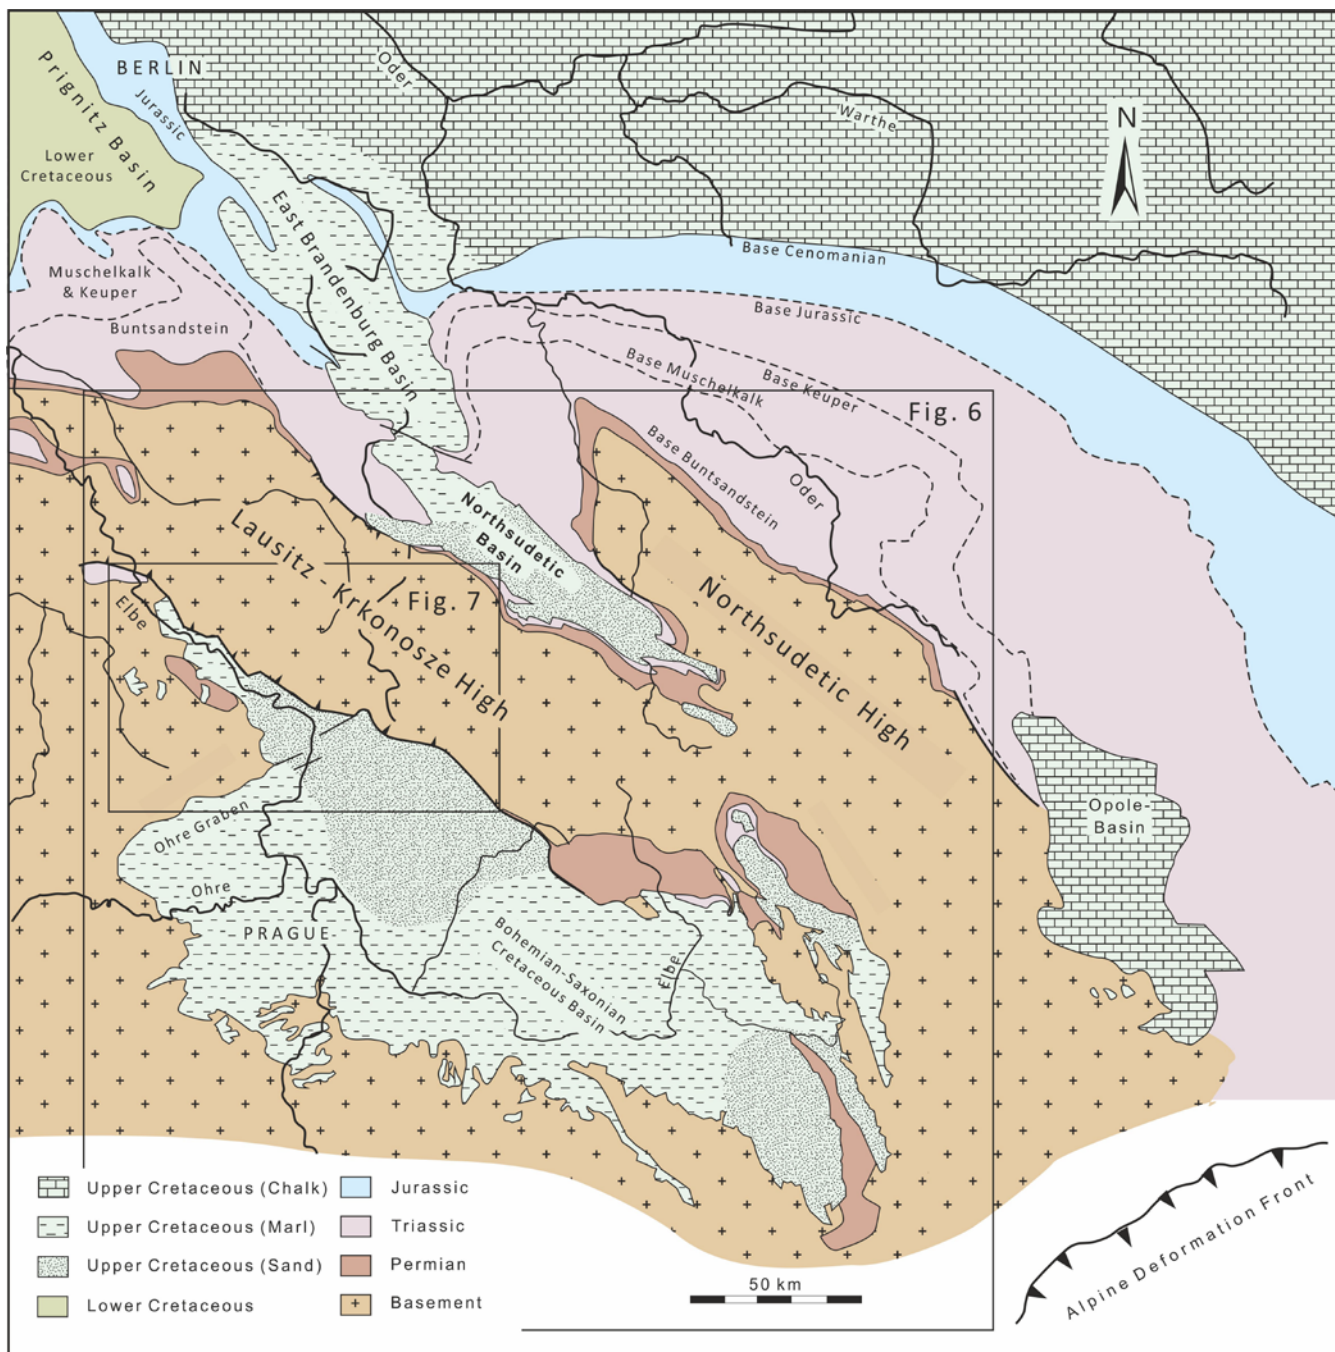 BERLIN
Oder
Prignitz Basin
Jurassic
Lower
Cretaceous
Warthe
N
East Brandenburg Basin
Base Cenomanian
Muschelkalk
& Keuper
Buntsandstein
Base Jurassic
Base Muschelkalk
Base Keuper
Fig. 6
Base Buntsandstein
Oder
Northsudetic
Basin
Lausitz - Krkonosze High
Fig. 7
Elbe
Northsudetic High
Opole-
Basin
Ohre Graben
Ohre
PRAGUE
Bohemian-Saxonian
Cretaceous Basin
Elbe
Upper Cretaceous (Chalk)
Upper Cretaceous (Marl)
Upper Cretaceous (Sand)
Lower Cretaceous
Jurassic
Triassic
Permian
Basement
50 km
Alpine Deformation Front